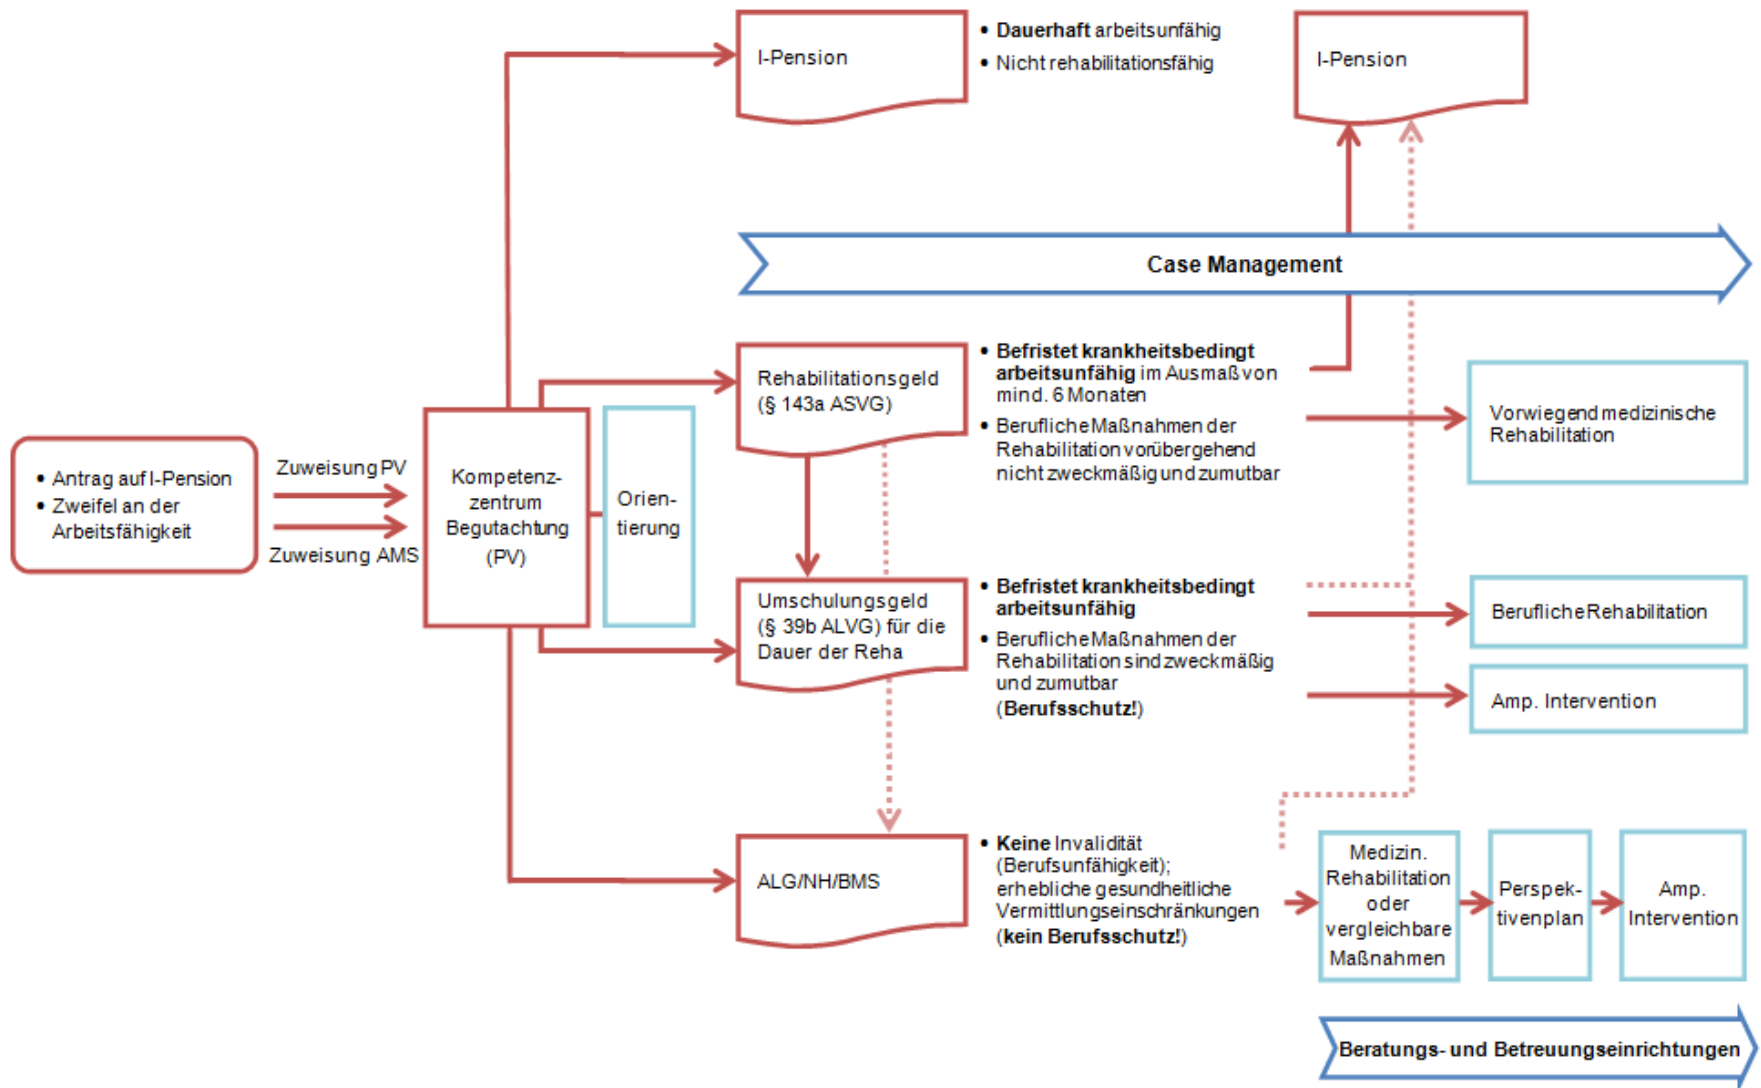 I-Pension
• Dauerhaft arbeitsunfähig
• Nicht rehabilitationsfähig
I-Pension
Case Management
• Antrag auf I-Pension
• Zweifel an der
Arbeitsfähigkeit
Zuweisung PV
Zuweisung AMS
Kompetenz-
zentrum
Begutachtung
(PV)
Orien-
tierung
Rehabilitationsgeld
(§ 143a ASVG)
• Befristet krankheitsbedingt
arbeitsunfähig im Ausmaß von
mind. 6 Monaten
• Berufliche Maßnahmen der
Rehabilitation vorübergehend
nicht zweckmäßig und zumutbar
Vorwiegend medizinische
Rehabilitation
Umschulungsgeld
(§ 39b ALVG) für die
Dauer der Reha
• Befristet krankheitsbedingt
arbeitsunfähig
• Berufliche Maßnahmen der
Rehabilitation sind zweckmäßig
und zumutbar
(Berufsschutz!)
Berufliche Rehabilitation
Amp. Intervention
ALG/NH/BMS
• Keine Invalidität
(Berufsunfähigkeit);
erhebliche gesundheitliche
Vermittlungseinschränkungen
(kein Berufsschutz!)
Medizin.
Rehabilitation
oder
vergleichbare
Maßnahmen
Perspek-
tivenplan
Amp.
Intervention
Beratungs- und Betreuungseinrichtungen